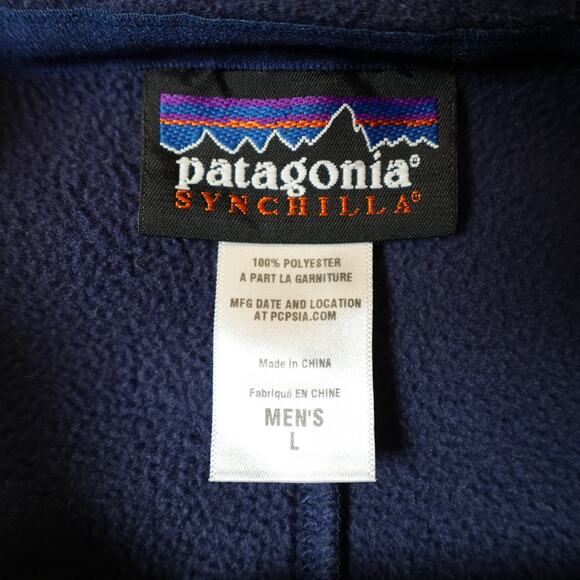 patagonia®
SYNCHILLA®
100% POLYESTER
A PART LA GARNITURE
MFG DATE AND LOCATION
AT PCPSIA.COM
Made in CHINA
Fabriqué EN CHINE
MEN'S
L